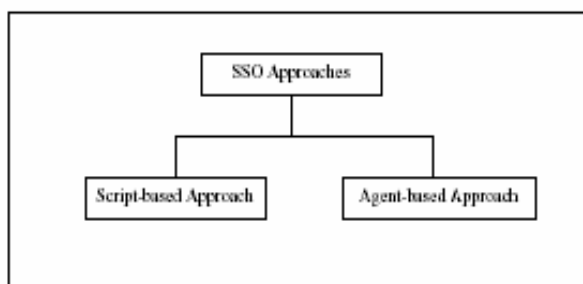 SSO Approaches
Script-based Approach
Agent-based Approach